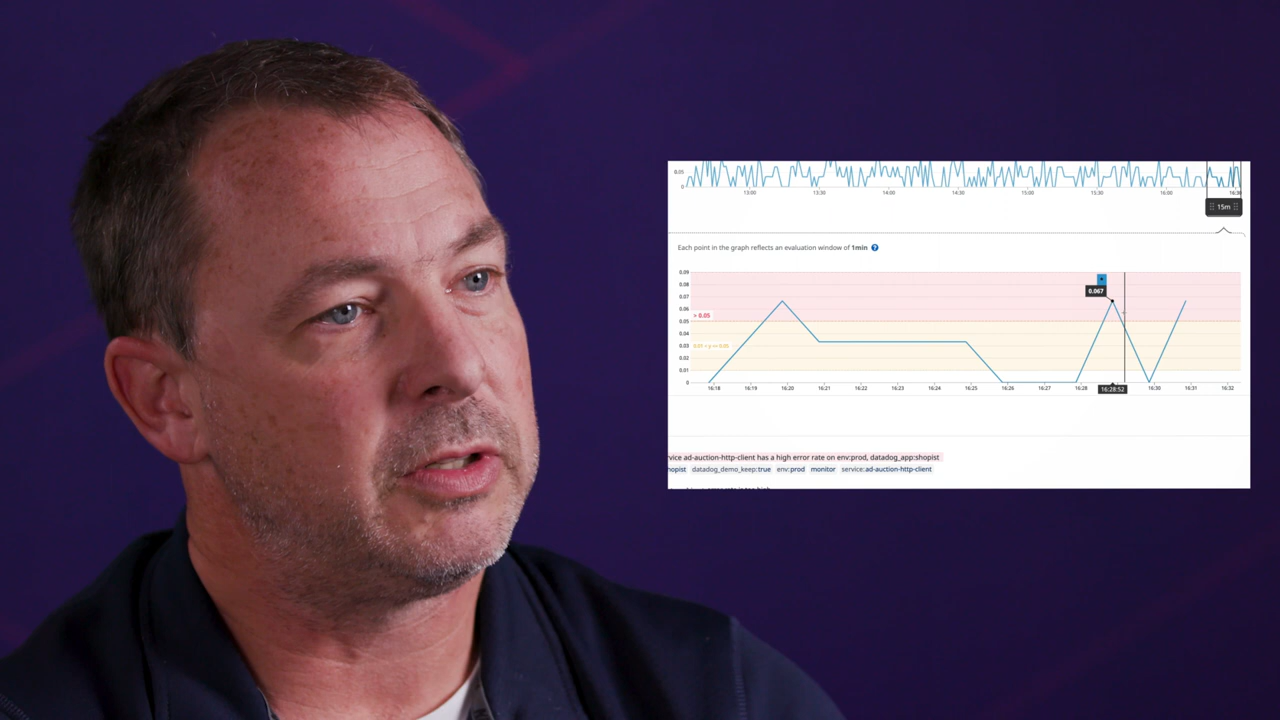 0.05
0
13:00 13:30 14:00 14:30 15:00 15:30 16:00 16:30
15m
Each point in the graph reflects an evaluation window of 1min
0.09
0.08
0.07
0.067
0.06
> 0.05
0.05
0.04
0.03
0.02
0.01
0
16:18 16:19 16:20 16:21 16:22 16:23 16:24 16:25 16:26 16:27 16:28 16:28:52 16:30 16:31 16:32
vice ad-auction-http-client has a high error rate on env:prod, datadog_app:shopist
hopist datadog_demo_keep:true env:prod monitor service:ad-auction-http-client